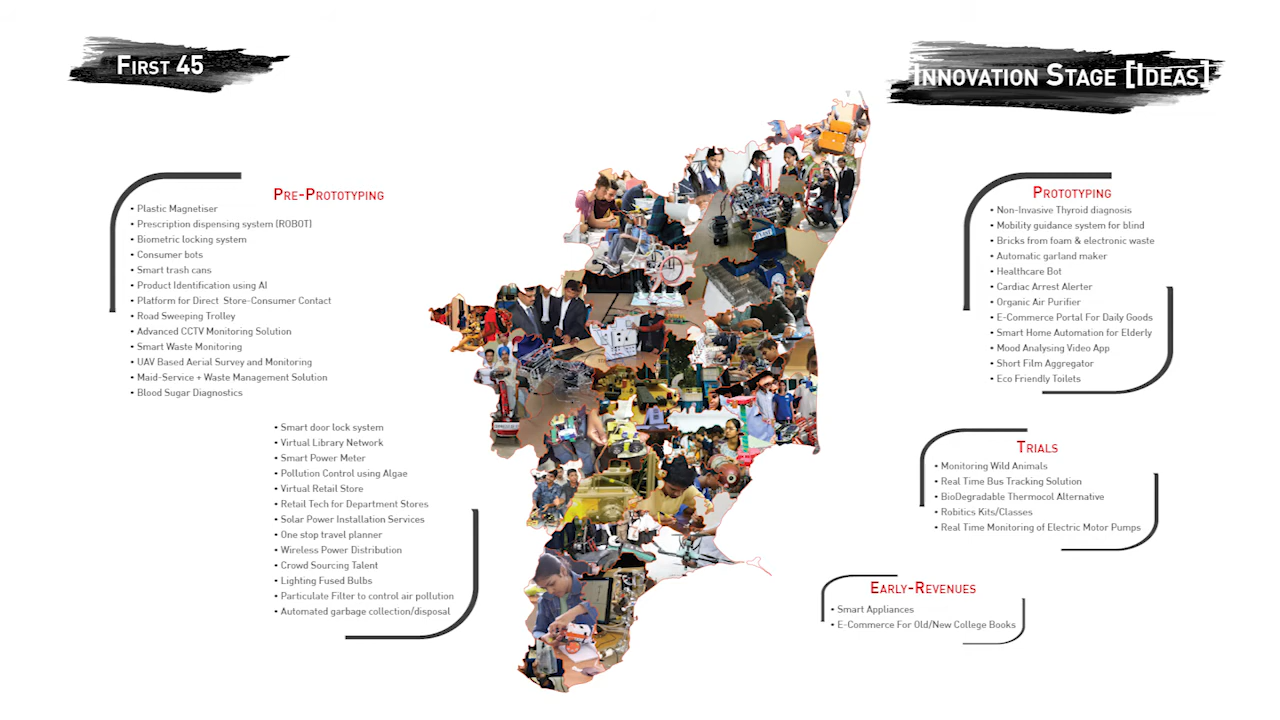 First 45
Innovation Stage [Ideas]
Pre-Prototyping
• Plastic Magnetiser
• Prescription dispensing system (ROBOT)
• Biometric locking system
• Consumer bots
• Smart trash cans
• Product Identification using AI
• Platform for Direct Store-Consumer Contact
• Road Sweeping Trolley
• Advanced CCTV Monitoring Solution
• Smart Waste Monitoring
• UAV Based Aerial Survey and Monitoring
• Maid-Service + Waste Management Solution
• Blood Sugar Diagnostics
• Smart door lock system
• Virtual Library Network
• Smart Power Meter
• Pollution Control using Algae
• Virtual Retail Store
• Retail Tech for Department Stores
• Solar Power Installation Services
• One stop travel planner
• Wireless Power Distribution
• Crowd Sourcing Talent
• Lighting Fused Bulbs
• Particulate Filter to control air pollution
• Automated garbage collection/disposal
Prototyping
• Non-Invasive Thyroid diagnosis
• Mobility guidance system for blind
• Bricks from foam & electronic waste
• Automatic garland maker
• Healthcare Bot
• Cardiac Arrest Alerter
• Organic Air Purifier
• E-Commerce Portal For Daily Goods
• Smart Home Automation for Elderly
• Mood Analysing Video App
• Short Film Aggregator
• Eco Friendly Toilets
Trials
• Monitoring Wild Animals
• Real Time Bus Tracking Solution
• BioDegradable Thermocol Alternative
• Robitics Kits/Classes
• Real Time Monitoring of Electric Motor Pumps
Early-Revenues
• Smart Appliances
• E-Commerce For Old/New College Books